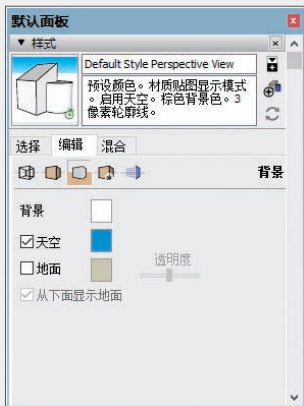 默认面板
▼ 样式
Default Style Perspective View
预设颜色。材质贴图显示模式
。启用天空。棕色背景色。3
像素轮廓线。
选择 编辑 混合
背景
背景
天空
地面
透明度
从下面显示地面